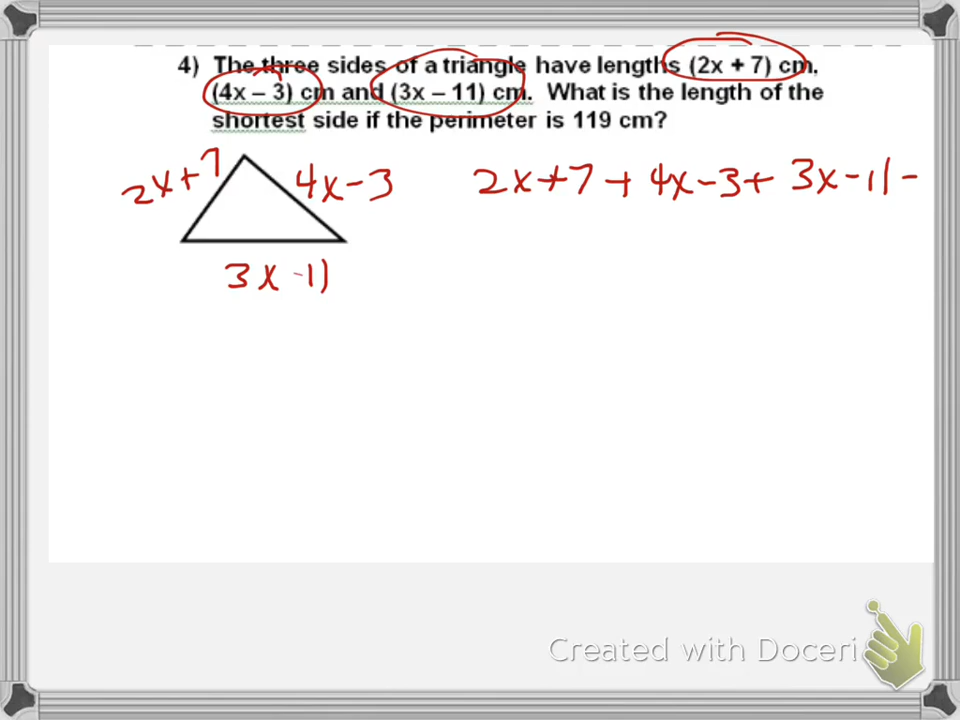 4) The three sides of a triangle have lengths (2x + 7) cm,
(4x – 3) cm and (3x – 11) cm. What is the length of the
shortest side if the perimeter is 119 cm?
2x+7 4x-3 2x+7 + 4x-3+ 3x-11 -
3x-11
Created with Doceri